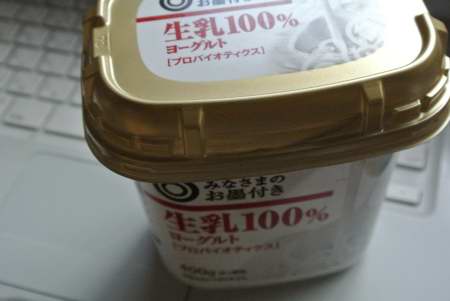 お墨付き
生乳100%
ヨーグルト
[プロバイオティクス]
みなさまの
お墨付き
生乳100%
ヨーグルト
[プロバイオティクス]
400g